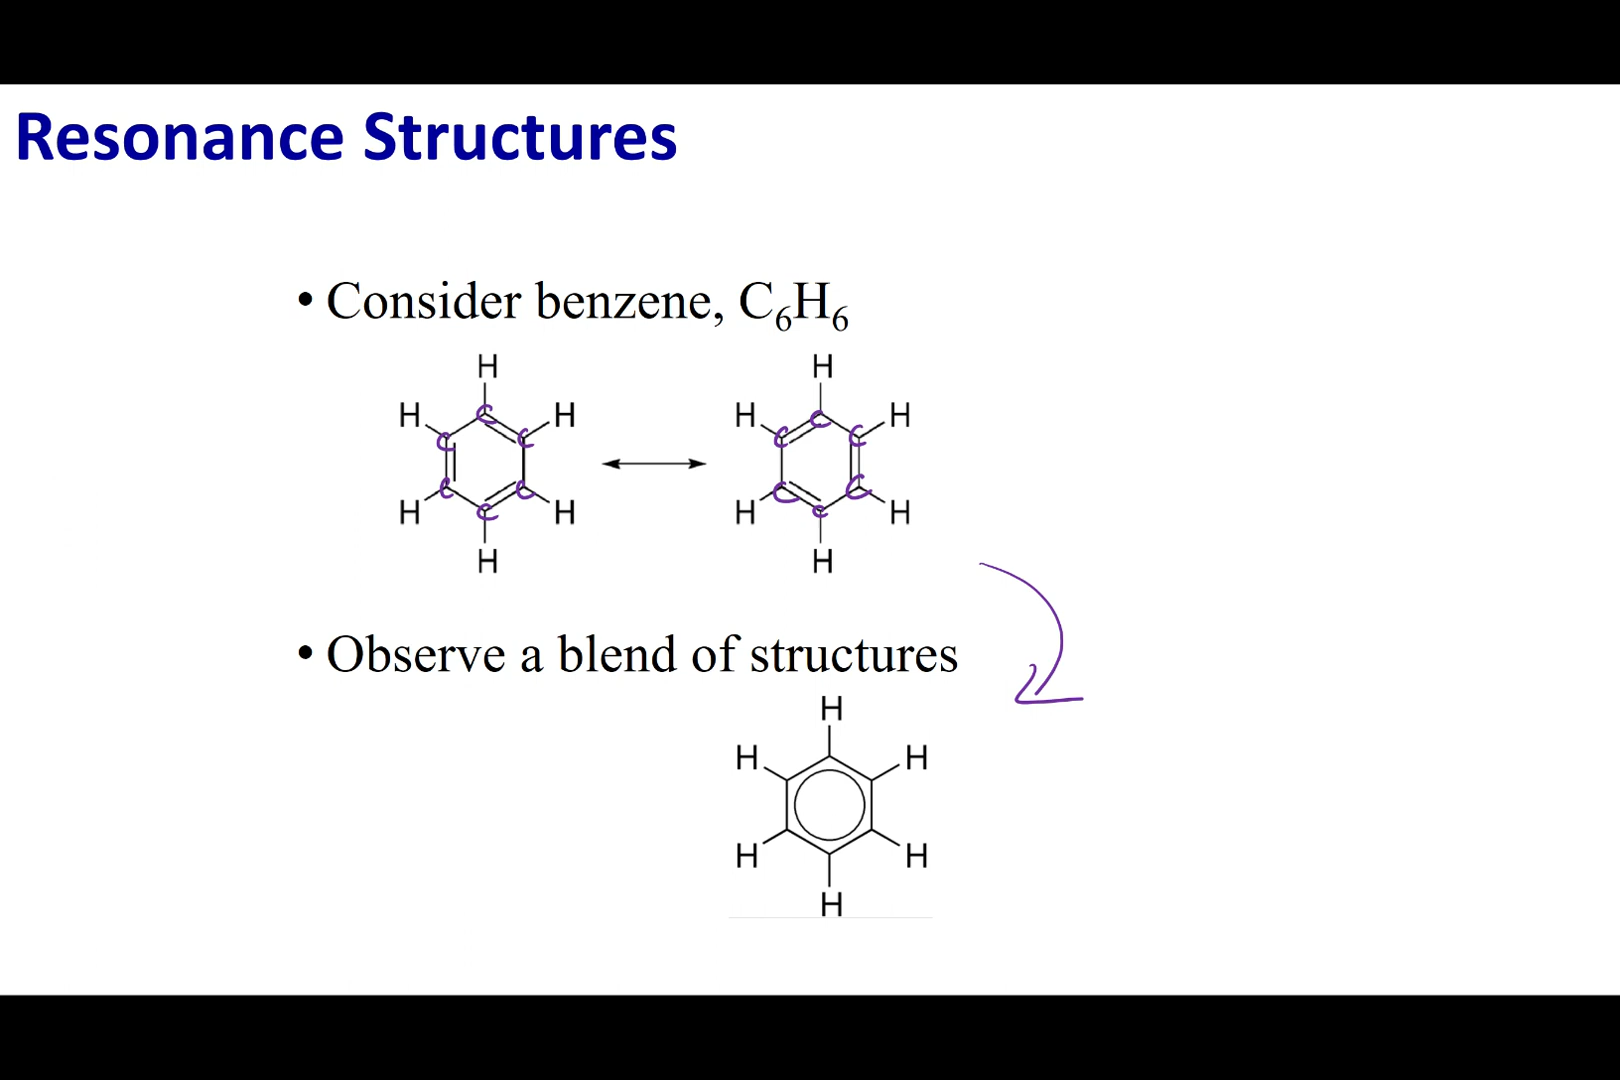 Resonance Structures
• Consider benzene, C₆H₆
H H
H H H H
C C
C C C C
C C C C
C C
H H H H
H H
• Observe a blend of structures
H
H H
H H
H